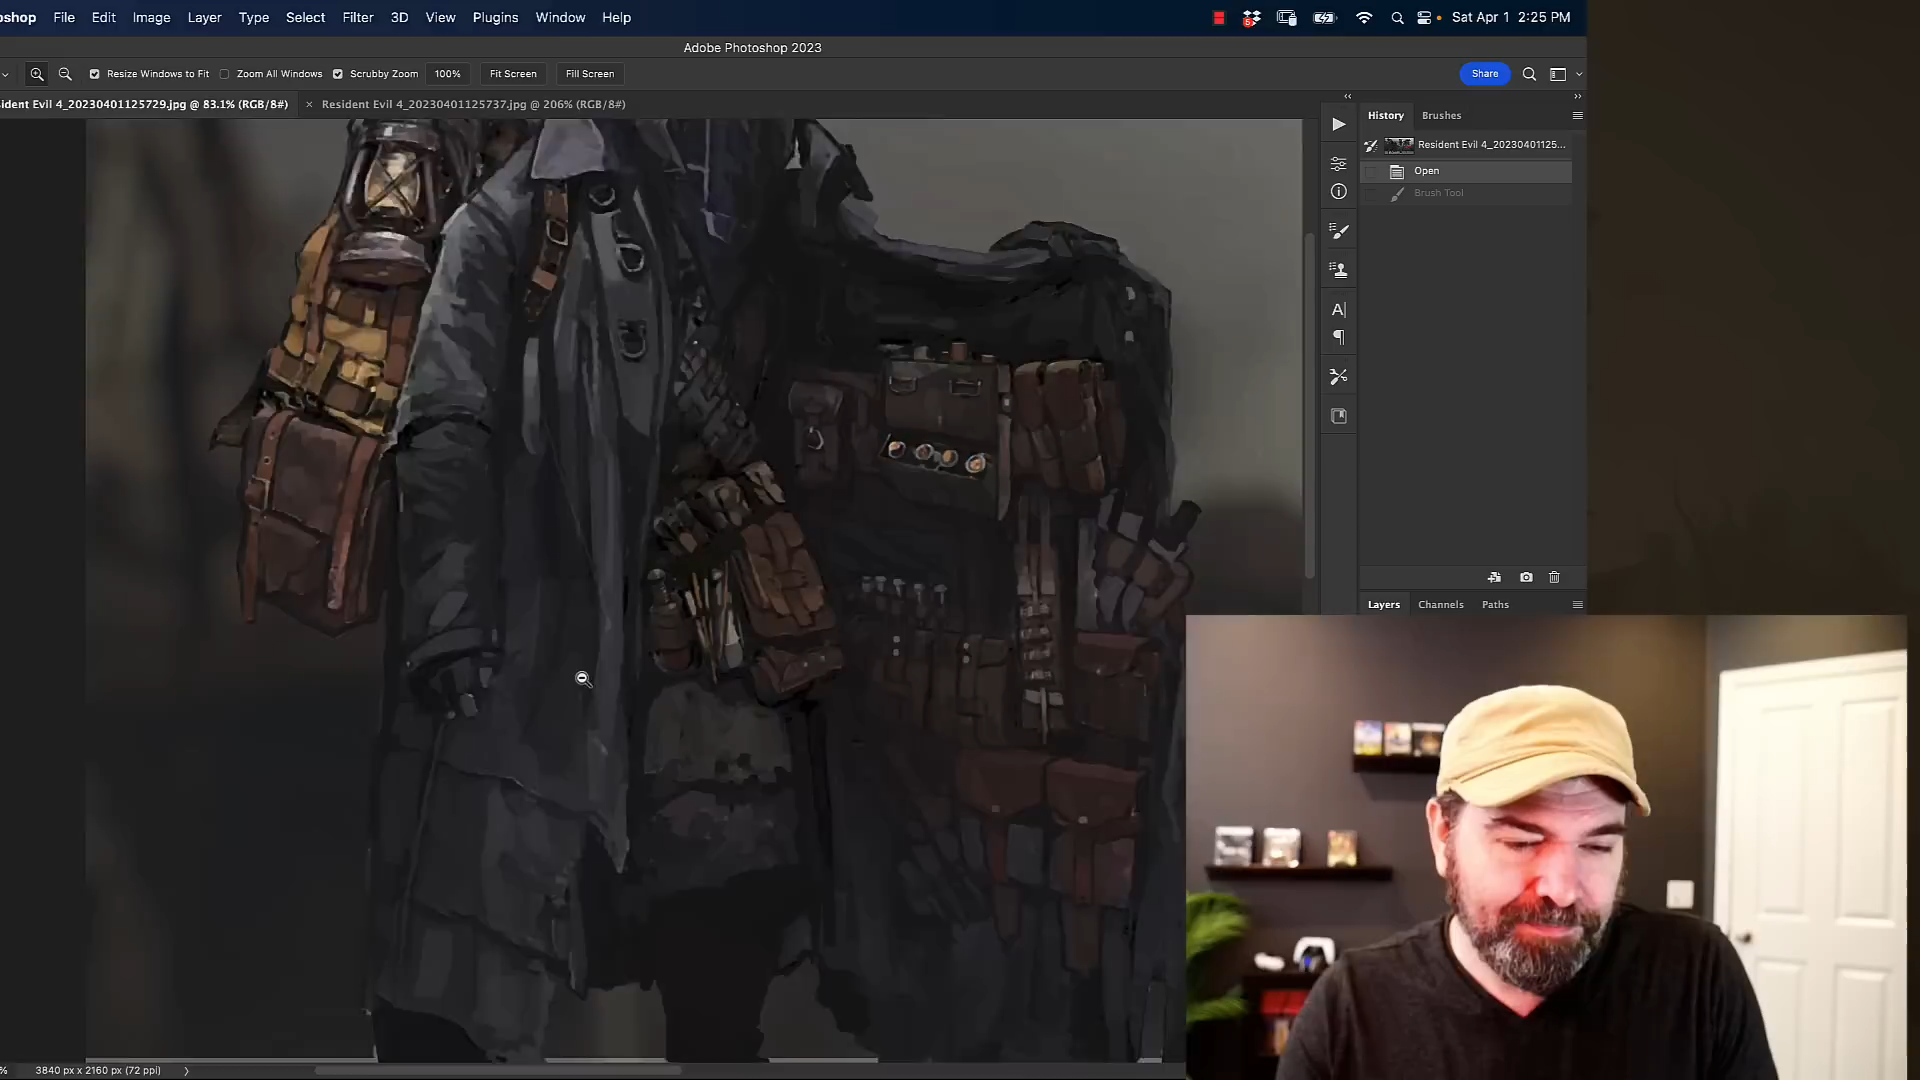 oshop File Edit Image Layer Type Select Filter 3D View Plugins Window Help 5 Sat Apr 1 2:25 PM
Adobe Photoshop 2023
Resize Windows to Fit Zoom All Windows Scrubby Zoom 100% Fit Screen Fill Screen Share
ident Evil 4_20230401125729.jpg @ 83.1% (RGB/8#) × Resident Evil 4_20230401125737.jpg @ 206% (RGB/8#)
History Brushes
Resident Evil 4_202304011 25...
Open
Brush Tool
Layers Channels Paths
% 3840 px x 2160 px (72 ppi)